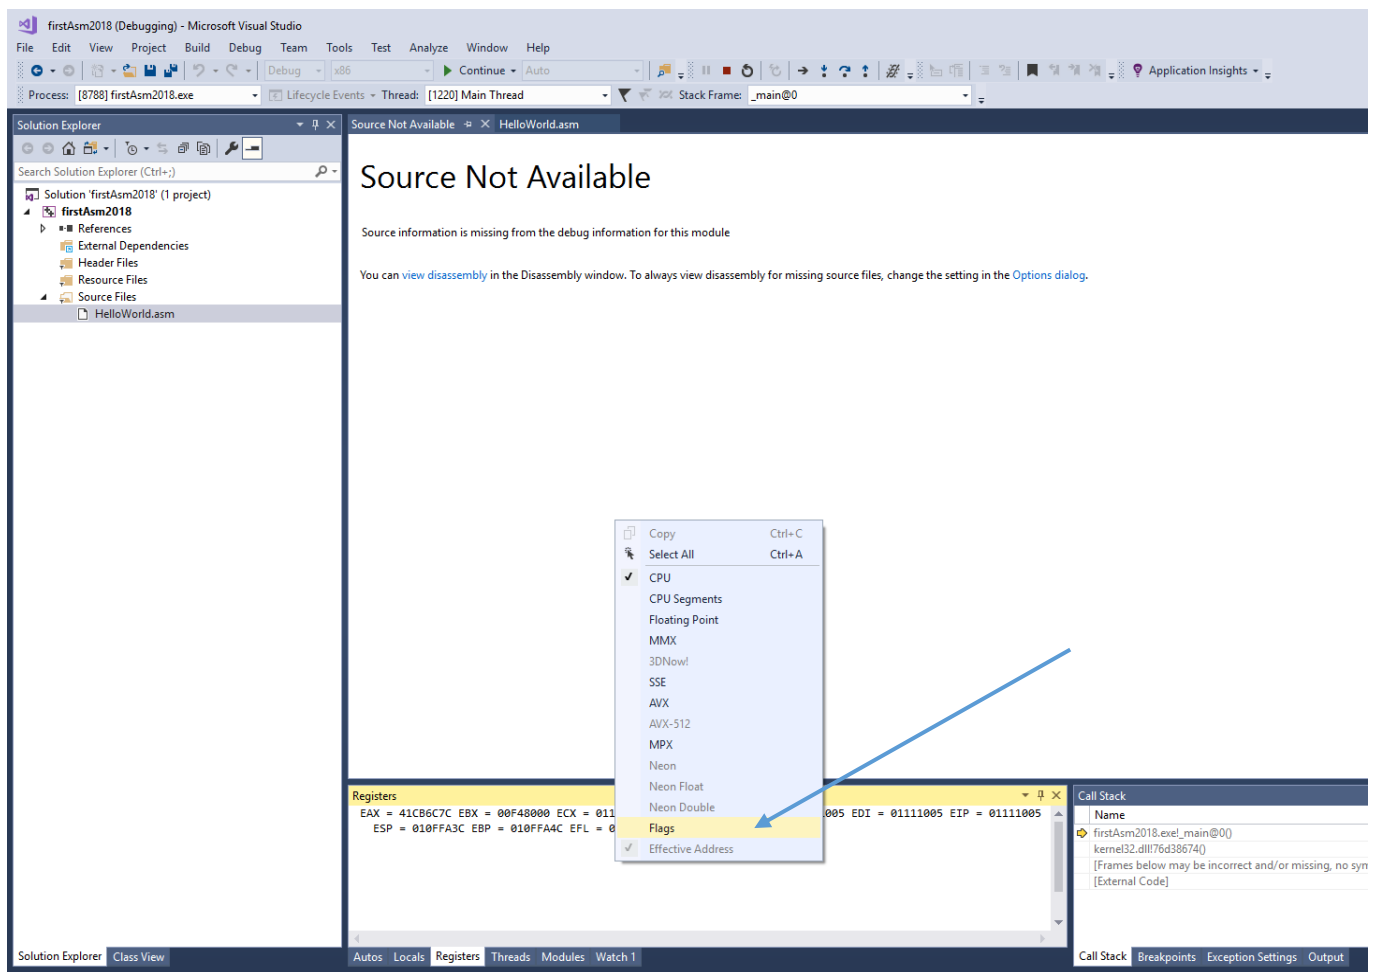 firstAsm2018 (Debugging) - Microsoft Visual Studio
File Edit View Project Build Debug Team Tools Test Analyze Window Help
Debug x86 Continue Auto Application Insights
Process: [8788] firstAsm2018.exe Lifecycle Events Thread: [1220] Main Thread Stack Frame: _main@0
Solution Explorer
Search Solution Explorer (Ctrl+;)
Solution 'firstAsm2018' (1 project)
firstAsm2018
References
External Dependencies
Header Files
Resource Files
Source Files
HelloWorld.asm
Solution Explorer Class View
Source Not Available HelloWorld.asm
Source Not Available
Source information is missing from the debug information for this module
You can view disassembly in the Disassembly window. To always view disassembly for missing source files, change the setting in the Options dialog.
Copy Ctrl+C
Select All Ctrl+A
CPU
CPU Segments
Floating Point
MMX
3DNow!
SSE
AVX
AVX-512
MPX
Neon
Neon Float
Neon Double
Flags
Effective Address
Registers
EAX = 41CB6C7C EBX = 00F48000 ECX = 011 005 EDI = 01111005 EIP = 01111005
ESP = 010FFA3C EBP = 010FFA4C EFL = 0
Autos Locals Registers Threads Modules Watch 1
Call Stack
Name
firstAsm2018.exe!_main@0()
kernel32.dll!76d38674()
[Frames below may be incorrect and/or missing, no sym
[External Code]
Call Stack Breakpoints Exception Settings Output